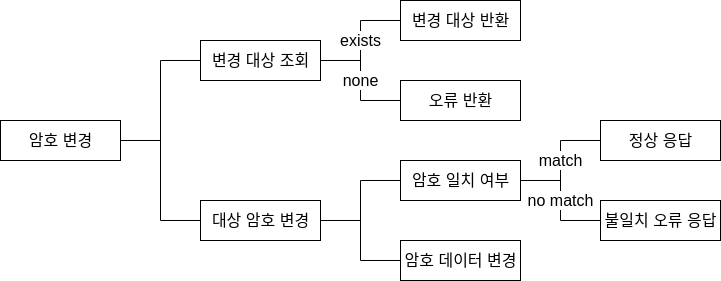 변경 대상 반환
exists
변경 대상 조회
none
오류 반환
암호 변경
정상 응답
match
암호 일치 여부
no match
대상 암호 변경
불일치 오류 응답
암호 데이터 변경